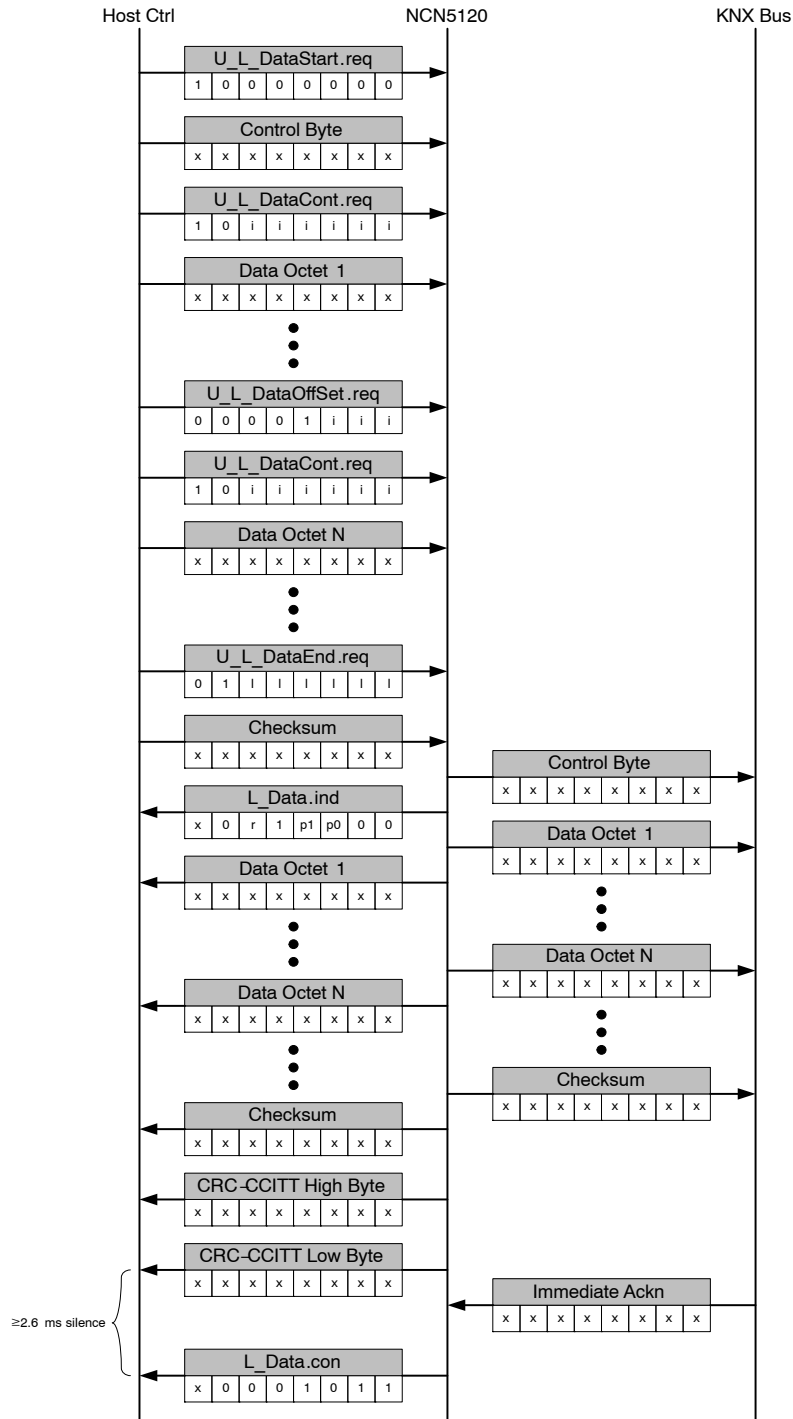 Host Ctrl NCN5120 KNX Bus
U_L_DataStart.req
1 0 0 0 0 0 0 0
Control Byte
x x x x x x x x
U_L_DataCont.req
1 0 i i i i i i
Data Octet 1
x x x x x x x x
U_L_DataOffSet.req
0 0 0 0 1 i i i
U_L_DataCont.req
1 0 i i i i i i
Data Octet N
x x x x x x x x
U_L_DataEnd.req
0 1 l l l l l l
Checksum
x x x x x x x x
Control Byte
x x x x x x x x
L_Data.ind
x 0 r 1 p1 p0 0 0
Data Octet 1
x x x x x x x x
Data Octet 1
x x x x x x x x
Data Octet N
x x x x x x x x
Data Octet N
x x x x x x x x
Checksum
x x x x x x x x
Checksum
x x x x x x x x
CRC-CCITT High Byte
x x x x x x x x
CRC-CCITT Low Byte
x x x x x x x x
Immediate Ackn
x x x x x x x x
≥2.6 ms silence
L_Data.con
x 0 0 0 1 0 1 1